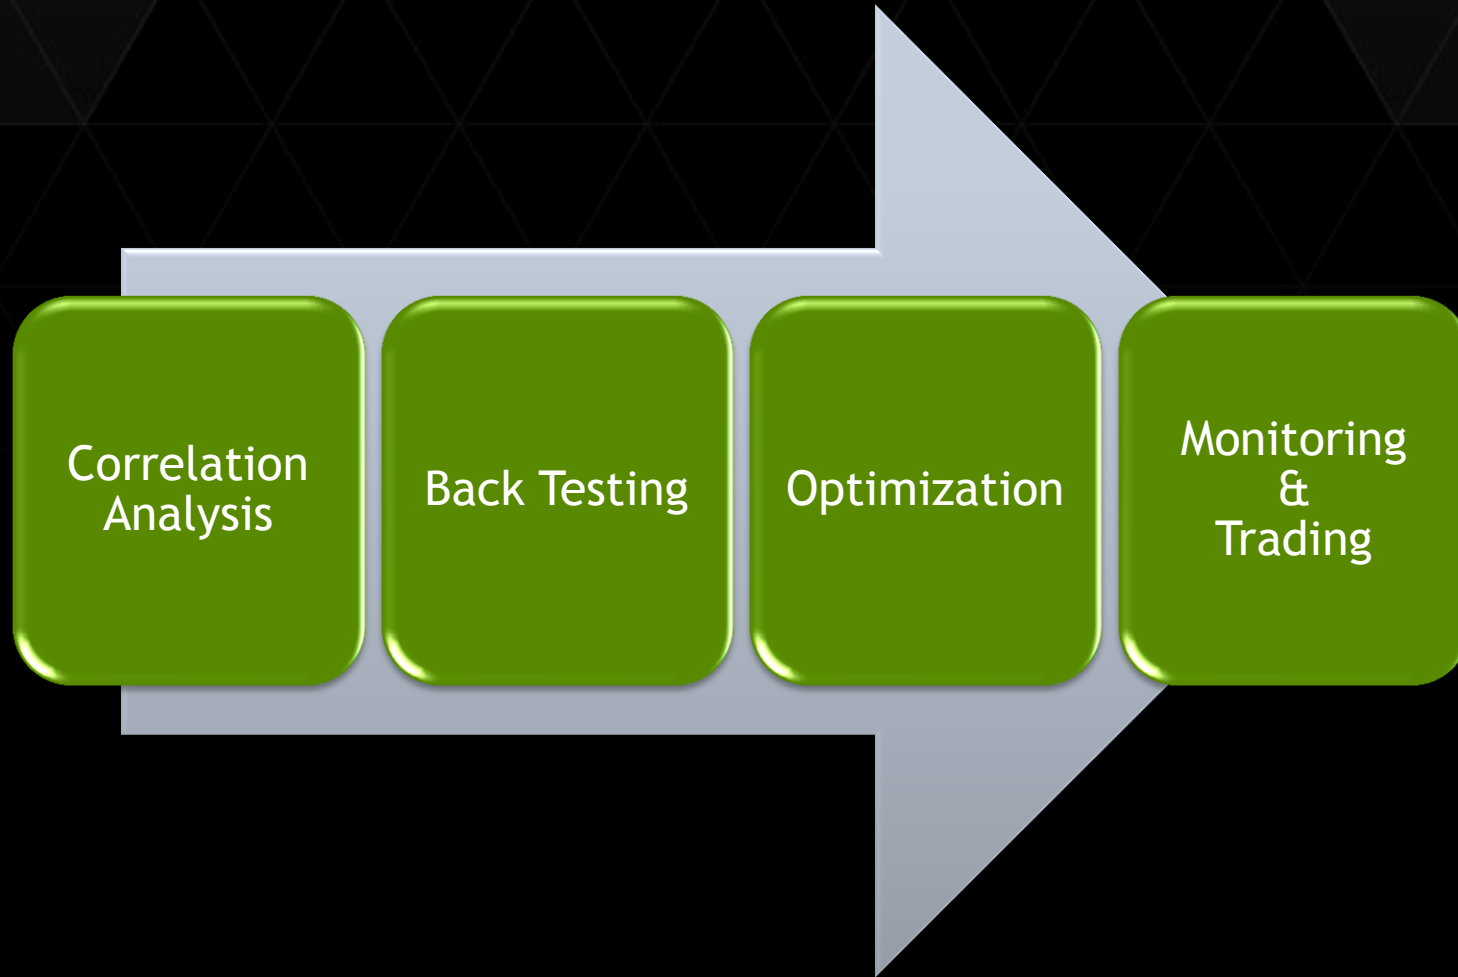 Correlation
Analysis
Back Testing
Optimization
Monitoring
&
Trading